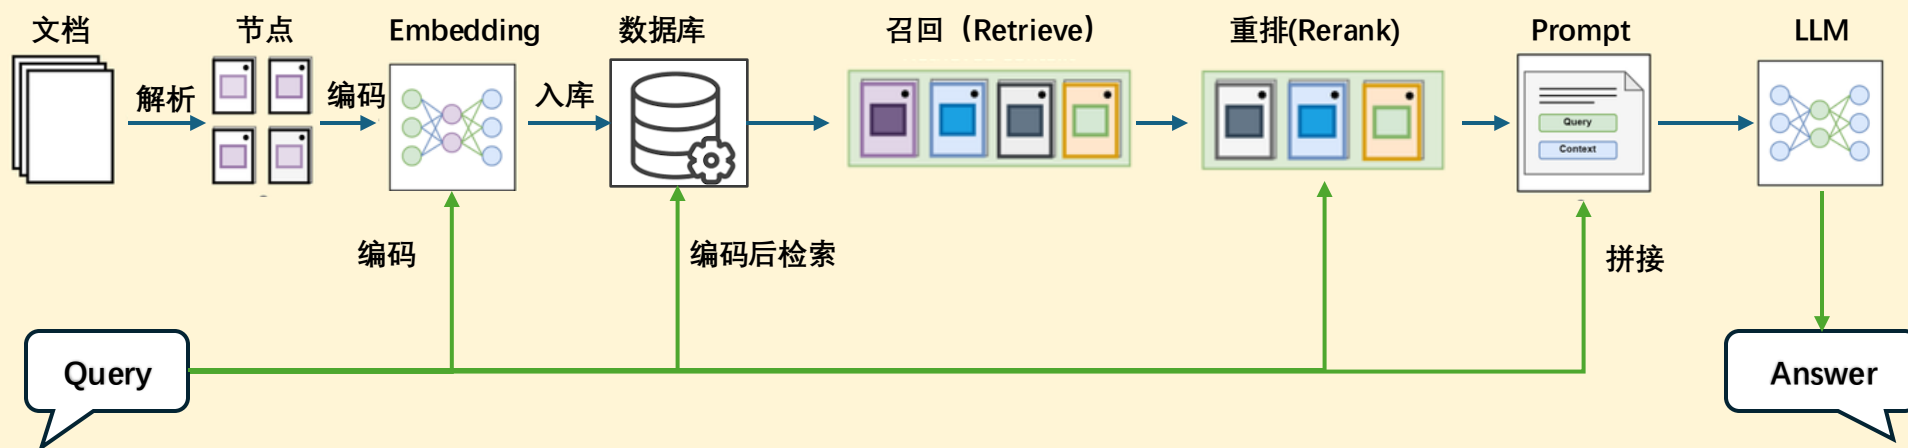 文档
节点
Embedding
数据库
召回（Retrieve）
重排(Rerank)
Prompt
LLM
解析
编码
入库
Query
Context
编码
编码后检索
拼接
Query
Answer